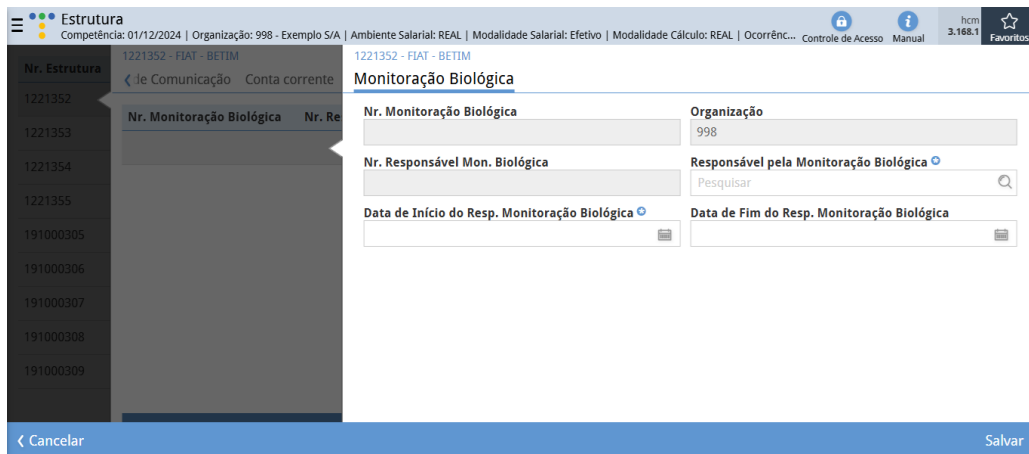 Estrutura
Competência: 01/12/2024 | Organização: 998 - Exemplo S/A | Ambiente Salarial: REAL | Modalidade Salarial: Efetivo | Modalidade Cálculo: REAL | Ocorrênc...
Controle de Acesso
Manual
hcm
3.168.1
Favoritos
Nr. Estrutura
1221352
1221353
1221354
1221355
191000305
191000306
191000307
191000308
191000309
1221352 - FIAT - BETIM
de Comunicação Conta corrente
Nr. Monitoração Biológica Nr. Re
1221352 - FIAT - BETIM
Monitoração Biológica
Nr. Monitoração Biológica
Organização
998
Nr. Responsável Mon. Biológica
Responsável pela Monitoração Biológica
Pesquisar
Data de Início do Resp. Monitoração Biológica
Data de Fim do Resp. Monitoração Biológica
Cancelar
Salvar